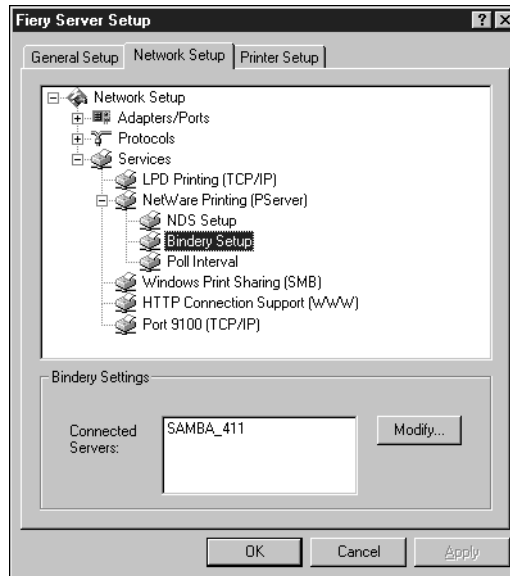 Fiery Server Setup
General Setup Network Setup Printer Setup
Network Setup
Adapters/Ports
Protocols
Services
LPD Printing (TCP/IP)
NetWare Printing (PServer)
NDS Setup
Bindery Setup
Poll Interval
Windows Print Sharing (SMB)
HTTP Connection Support (WWW)
Port 9100 (TCP/IP)
Bindery Settings
Connected
Servers:
SAMBA_411
Modify...
OK Cancel Apply